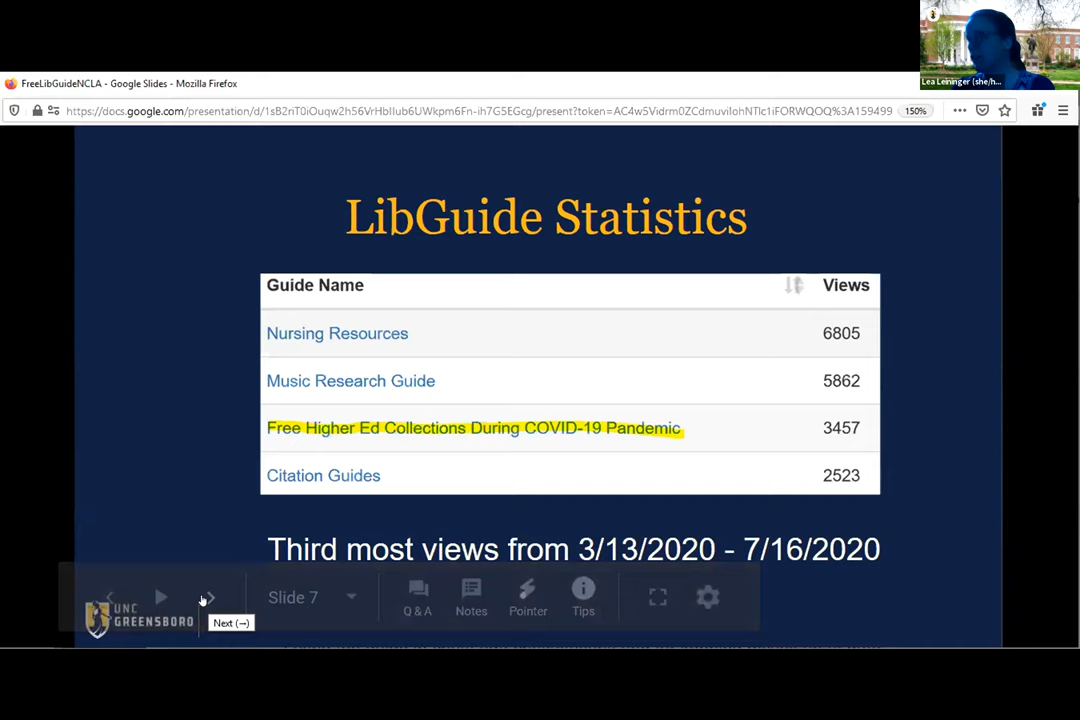 Lea Leininger (she/h...
FreeLibGuideNCLA - Google Slides - Mozilla Firefox
https://docs.google.com/presentation/d/1sB2riT0iOuqw2h56VrHbIIub6UWkpm6Fn-ih7G5EGcg/present?token=AC4w5Vidrm0ZCdmuviIohNTlc1iFORWQOQ%3A159499
150%
LibGuide Statistics
Guide Name Views
Nursing Resources 6805
Music Research Guide 5862
Free Higher Ed Collections During COVID-19 Pandemic 3457
Citation Guides 2523
Third most views from 3/13/2020 - 7/16/2020
Slide 7
Q & A Notes Pointer Tips
UNC
GREENSBORO
Next (→)